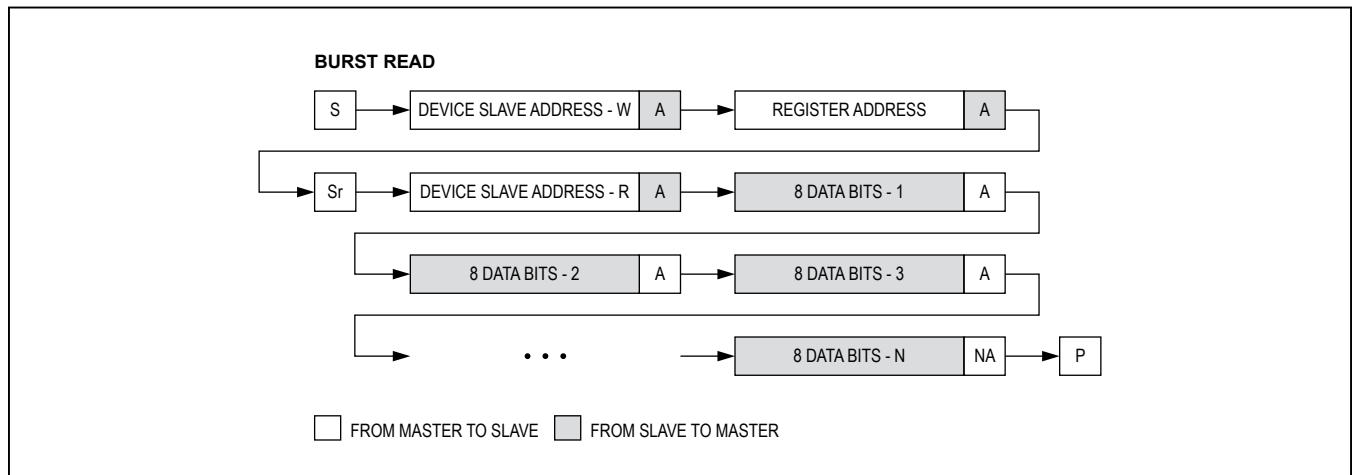 BURST READ
S DEVICE SLAVE ADDRESS - W A REGISTER ADDRESS A
Sr DEVICE SLAVE ADDRESS - R A 8 DATA BITS - 1 A
8 DATA BITS - 2 A 8 DATA BITS - 3 A
• • • 8 DATA BITS - N NA P
FROM MASTER TO SLAVE FROM SLAVE TO MASTER